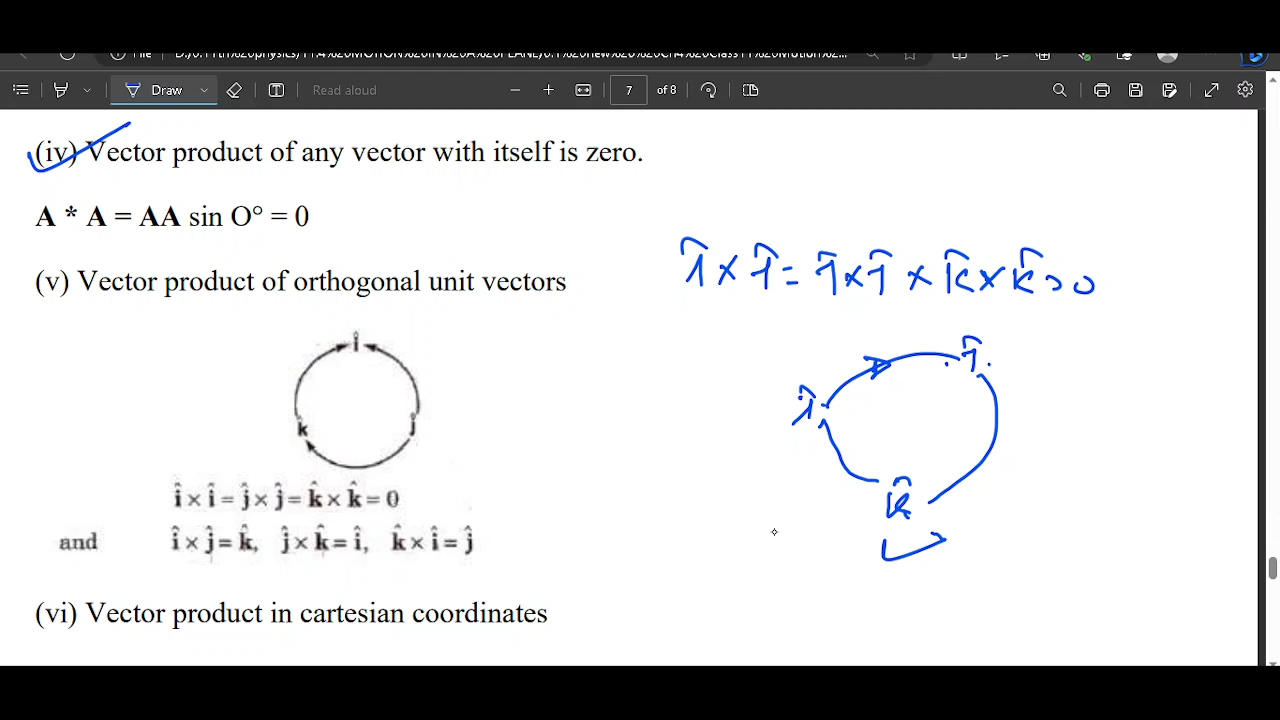 Draw
Read aloud
7 of 8
(iv) Vector product of any vector with itself is zero.
A * A = AA sin O° = 0
(v) Vector product of orthogonal unit vectors
î × î = ĵ × ĵ × k̂ × k̂ = 0
î
k̂ ĵ
î ĵ
k̂
î × î = ĵ × ĵ = k̂ × k̂ = 0
and î × ĵ = k̂, ĵ × k̂ = î, k̂ × î = ĵ
(vi) Vector product in cartesian coordinates